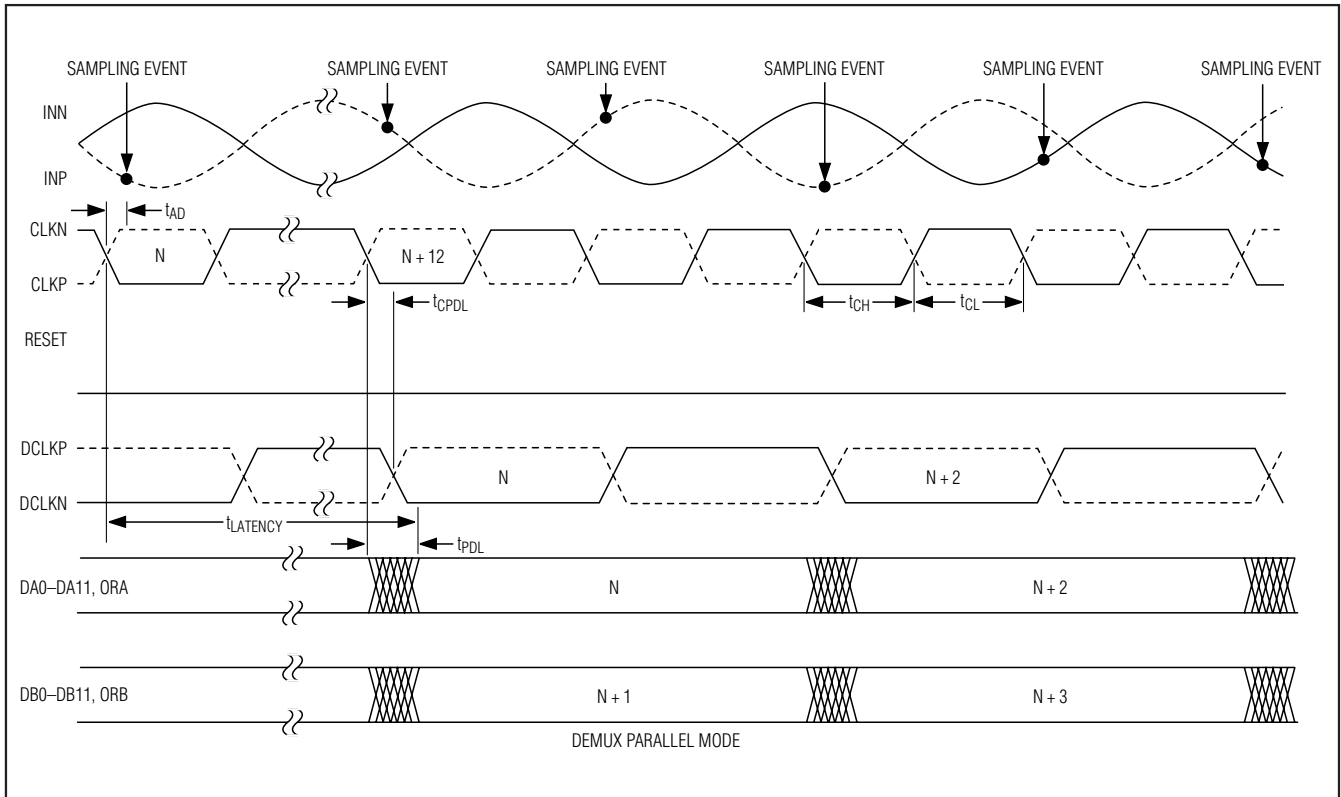 SAMPLING EVENT SAMPLING EVENT SAMPLING EVENT SAMPLING EVENT SAMPLING EVENT SAMPLING EVENT
INN
INP
tAD
CLKN
N N + 12
CLKP
tCPDL tCH tCL
RESET
DCLKP
N N + 2
DCLKN
tLATENCY
tPDL
DA0–DA11, ORA N N + 2
DB0–DB11, ORB N + 1 N + 3
DEMUX PARALLEL MODE